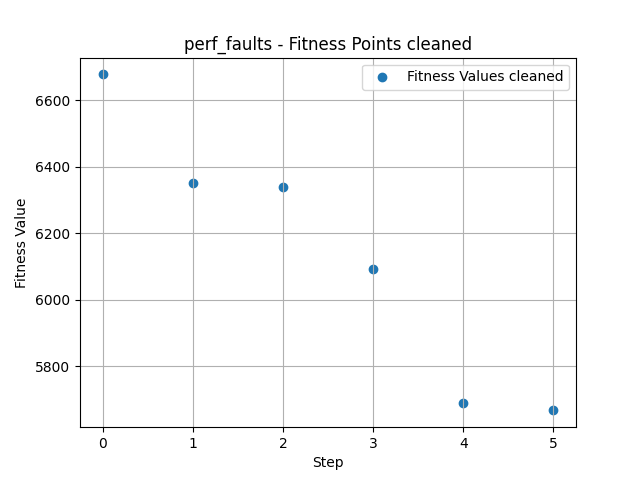 perf_faults - Fitness Points cleaned
Fitness Values cleaned
Fitness Value
6600
6400
6200
6000
5800
0 1 2 3 4 5
Step